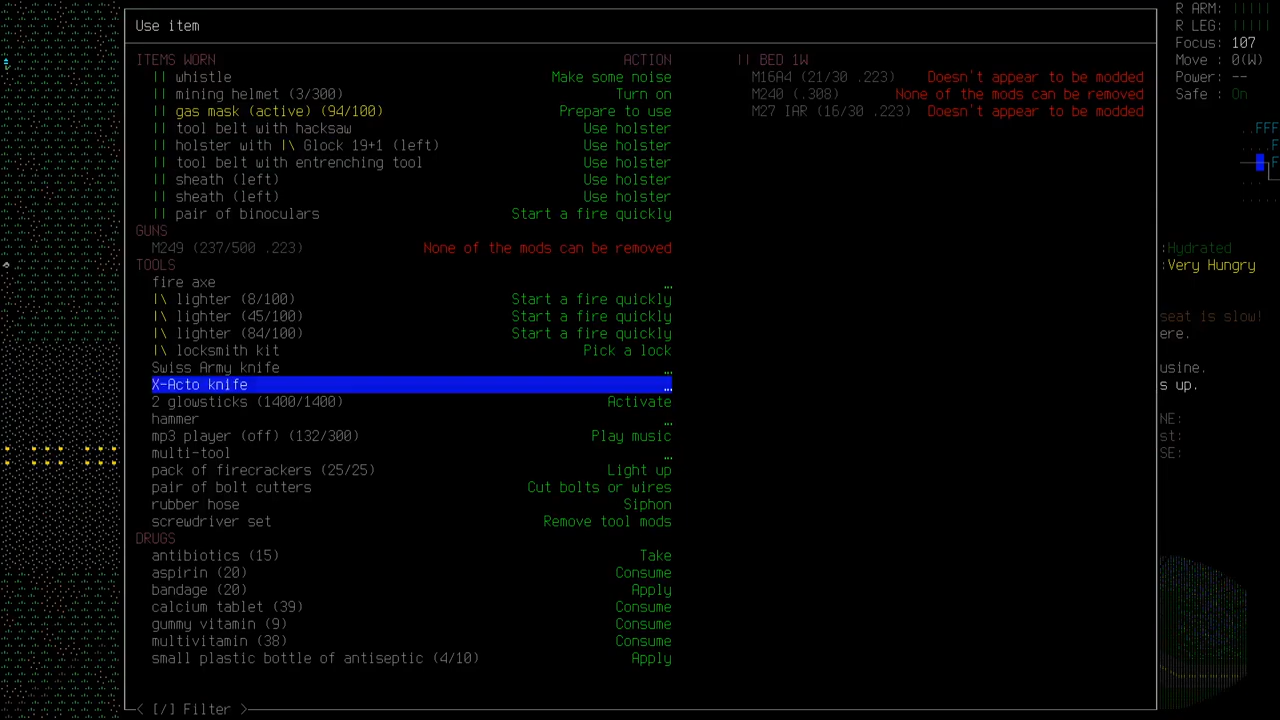 Use item
ITEMS WORN ACTION
|| whistle Make some noise
|| mining helmet (3/300) Turn on
|| gas mask (active) (94/100) Prepare to use
|| tool belt with hacksaw Use holster
|| holster with |\ Glock 19+1 (left) Use holster
|| tool belt with entrenching tool Use holster
|| sheath (left) Use holster
|| sheath (left) Use holster
|| pair of binoculars Start a fire quickly
GUNS
M249 (237/500 .223) None of the mods can be removed
TOOLS
fire axe …
|\ lighter (8/100) Start a fire quickly
|\ lighter (45/100) Start a fire quickly
|\ lighter (84/100) Start a fire quickly
|\ locksmith kit Pick a lock
Swiss Army knife …
X-Acto knife …
2 glowsticks (1400/1400) Activate
hammer …
mp3 player (off) (132/300) Play music
multi-tool …
pack of firecrackers (25/25) Light up
pair of bolt cutters Cut bolts or wires
rubber hose Siphon
screwdriver set Remove tool mods
DRUGS
antibiotics (15) Take
aspirin (20) Consume
bandage (20) Apply
calcium tablet (39) Consume
gummy vitamin (9) Consume
multivitamin (38) Consume
small plastic bottle of antiseptic (4/10) Apply
< [/] Filter >
|| BED 1W
M16A4 (21/30 .223) Doesn't appear to be modded
M240 (.308) None of the mods can be removed
M27 IAR (16/30 .223) Doesn't appear to be modded
R ARM: |||||
R LEG: |||||
Focus: 107
Move : 0(W)
Power: --
Safe : On
..FFF
....F
F
:Hydrated
:Very Hungry
seat is slow!
ere.
usine.
s up.
NE:
st:
SE: